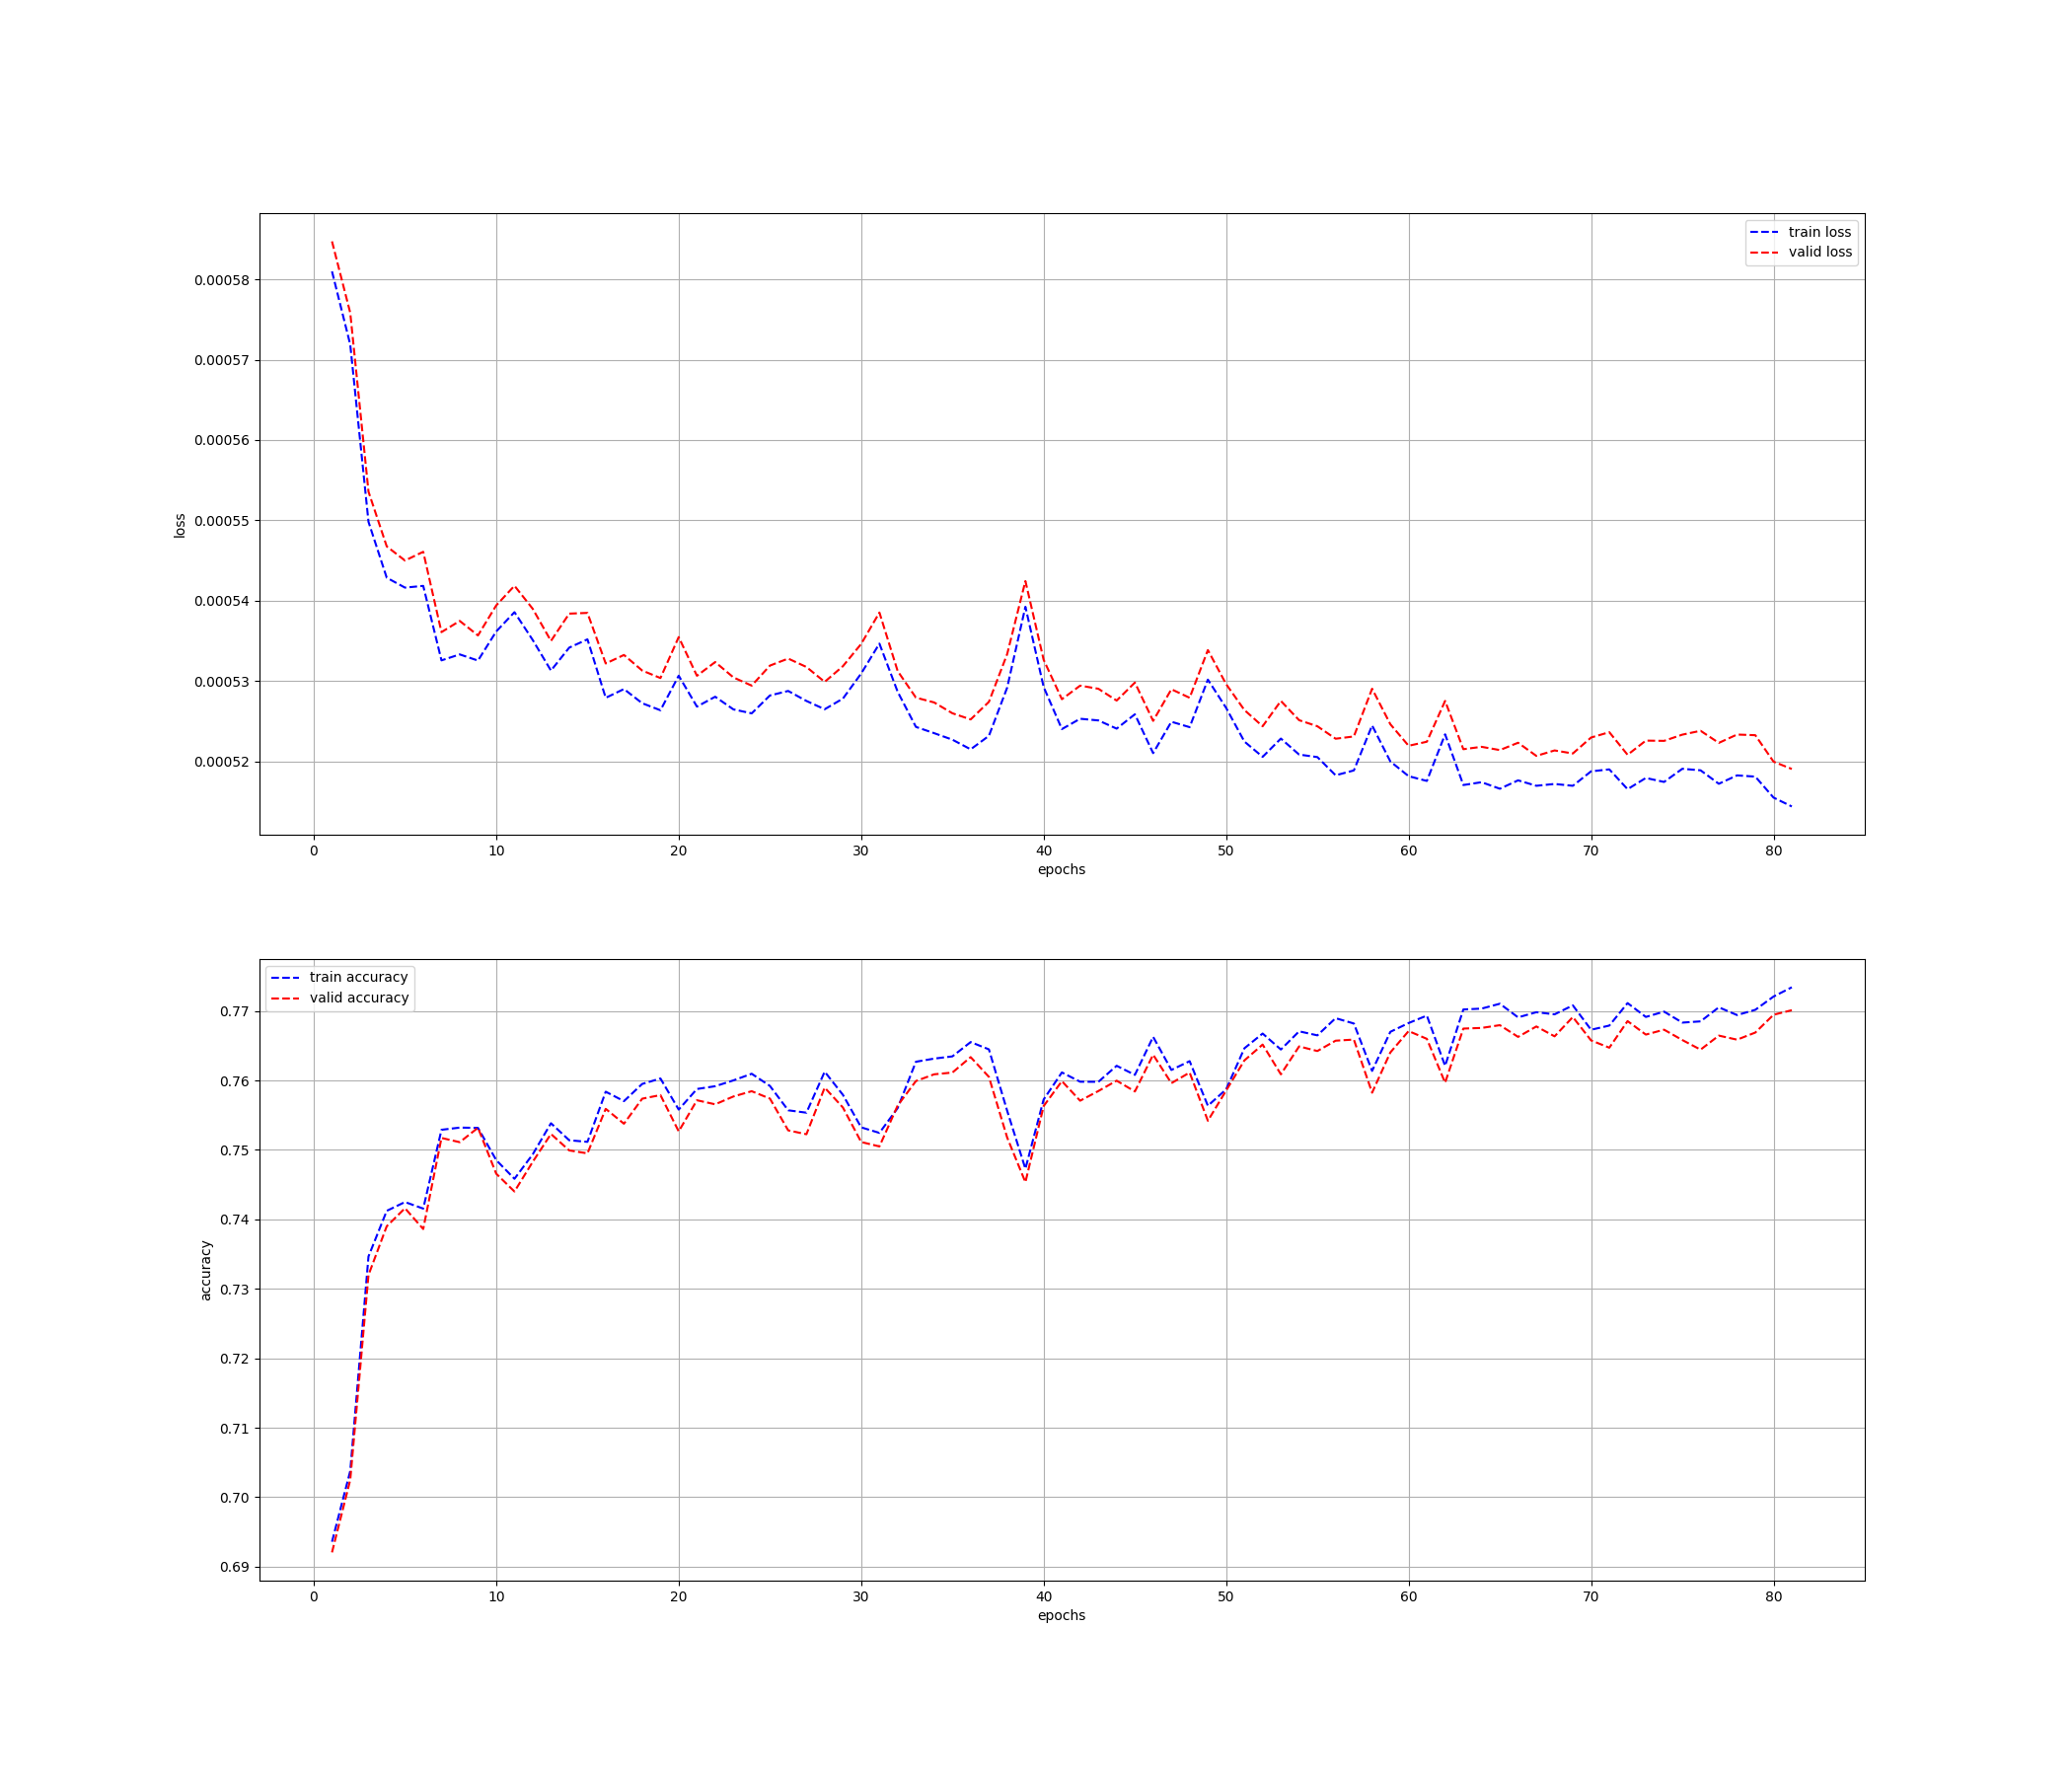 train loss
valid loss
0.00058
0.00057
0.00056
0.00055
0.00054
0.00053
0.00052
loss
0 10 20 30 40 50 60 70 80
epochs
train accuracy
valid accuracy
0.77
0.76
0.75
0.74
0.73
0.72
0.71
0.70
0.69
accuracy
0 10 20 30 40 50 60 70 80
epochs